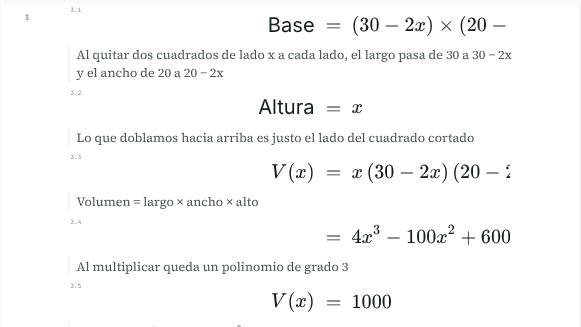 3
3.1
Base = (30 − 2x) × (20 −
Al quitar dos cuadrados de lado x a cada lado, el largo pasa de 30 a 30 − 2x
y el ancho de 20 a 20 − 2x
3.2
Altura = x
Lo que doblamos hacia arriba es justo el lado del cuadrado cortado
3.3
V(x) = x (30 − 2x) (20 −
Volumen = largo × ancho × alto
3.4
= 4x³ − 100x² + 600
Al multiplicar queda un polinomio de grado 3
3.5
V(x) = 1000